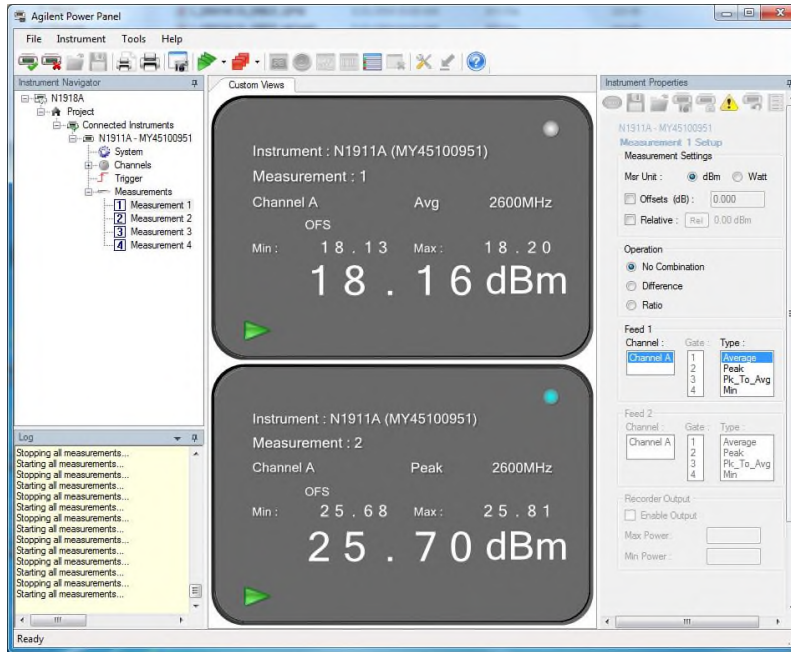 Agilent Power Panel
File Instrument Tools Help
Instrument Navigator
N1918A
Project
Connected Instruments
N1911A - MY45100951
System
Channels
Trigger
Measurements
1 Measurement 1
2 Measurement 2
3 Measurement 3
4 Measurement 4
Log
Stopping all measurements...
Starting all measurements...
Stopping all measurements...
Starting all measurements...
Stopping all measurements...
Starting all measurements...
Stopping all measurements...
Starting all measurements...
Stopping all measurements...
Starting all measurements...
Stopping all measurements...
Starting all measurements...
Stopping all measurements...
Starting all measurements...
Ready
Custom Views
Instrument : N1911A (MY45100951)
Measurement : 1
Channel A Avg 2600MHz
OFS
Min : 18.13 Max : 18.20
18.16 dBm
Instrument : N1911A (MY45100951)
Measurement : 2
Channel A Peak 2600MHz
OFS
Min : 25.68 Max : 25.81
25.70 dBm
Instrument Properties
N1911A - MY45100951
Measurement 1 Setup
Measurement Settings
Msr Unit : dBm Watt
Offsets (dB) : 0.000
Relative : Rel 0.00 dBm
Operation
No Combination
Difference
Ratio
Feed 1
Channel : Gate : Type :
Channel A 1 Average
2 Peak
3 Pk_To_Avg
4 Min
Feed 2
Channel : Gate : Type :
Channel A 1 Average
2 Peak
3 Pk_To_Avg
4 Min
Recorder Output
Enable Output
Max Power :
Min Power :